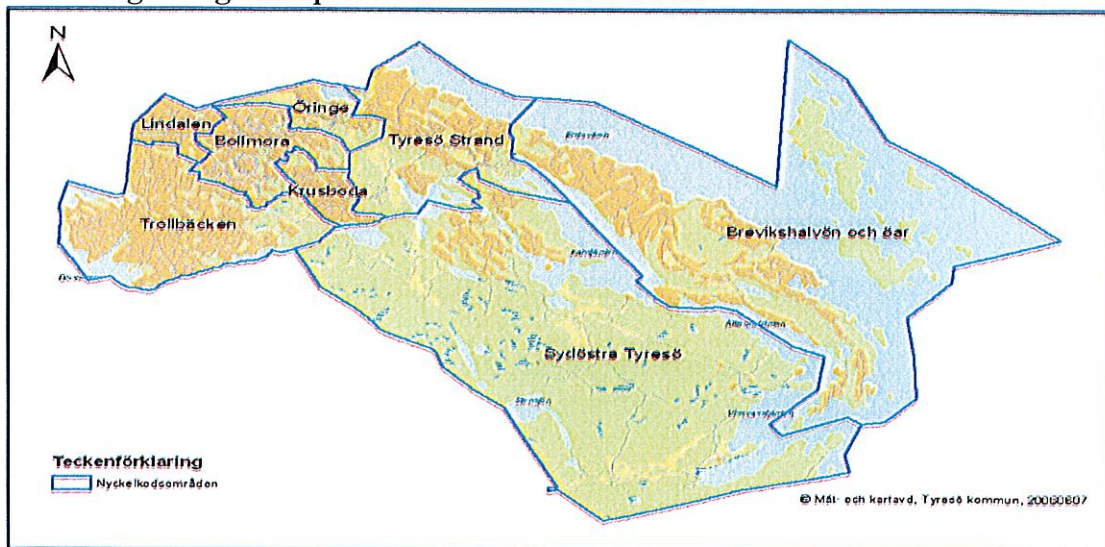 N
Öringe
Lindalen
Bollmora
Tyresö Strand
Krusboda
Trollbäcken
Brevikshalvön och öar
Sydöstra Tyresö
Teckenförklaring
Nyckelkodsområden
© Mät- och kartavd, Tyresö kommun, 20060607